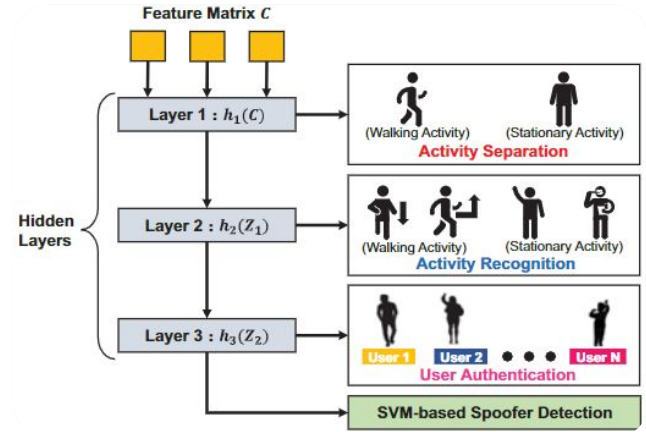 Feature Matrix C
Layer 1 : h₁(C)
(Walking Activity) (Stationary Activity)
Activity Separation
Hidden
Layers
Layer 2 : h₂(Z₁)
(Walking Activity) (Stationary Activity)
Activity Recognition
Layer 3 : h₃(Z₂)
User 1 User 2 User N
User Authentication
SVM-based Spoofer Detection